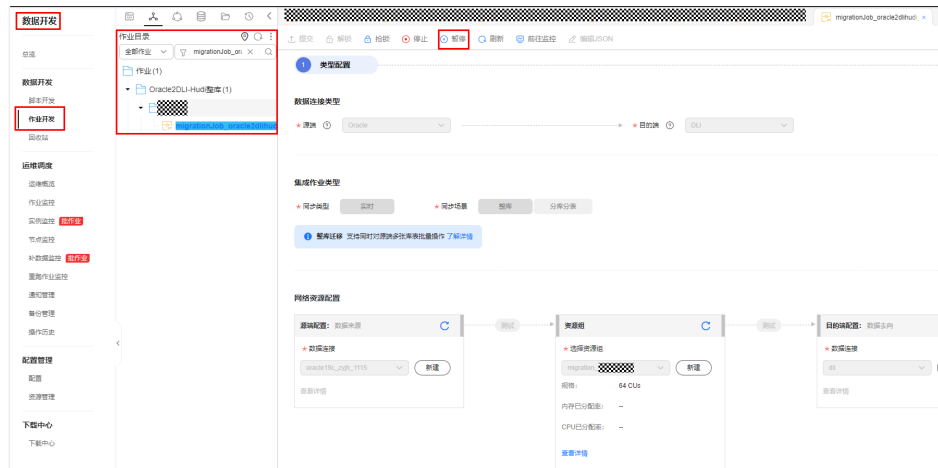 数据开发
总览
数据开发
脚本开发
作业开发
回收站
运维调度
运维概览
作业监控
实例监控 批作业
节点监控
补数据监控 批作业
重跑作业监控
通知管理
备份管理
操作历史
配置管理
配置
资源管理
下载中心
下载中心
作业目录
全部作业 migrationJob_ori
作业 (1)
Oracle2DLI-Hudi整库 (1)
migrationJob_oracle2dlihud
migrationJob_oracle2dlihudi ×
提交 解锁 抢锁 停止 暂停 刷新 前往监控 编辑JSON
1 类型配置
数据连接类型
* 源端 Oracle * 目的端 DLI
集成作业类型
* 同步类型 实时 * 同步场景 整库 分库分表
整库迁移 支持同时对源端多张库表批量操作 了解详情
网络资源配置
源端配置: 数据来源
* 数据连接
新建
查看详情
测试
资源组
* 选择资源组
migration_ 新建
规格: 64 CUs
内存已分配率: --
CPU已分配率: --
查看详情
测试
目的端配置: 数据去向
* 数据连接
dli
查看详情